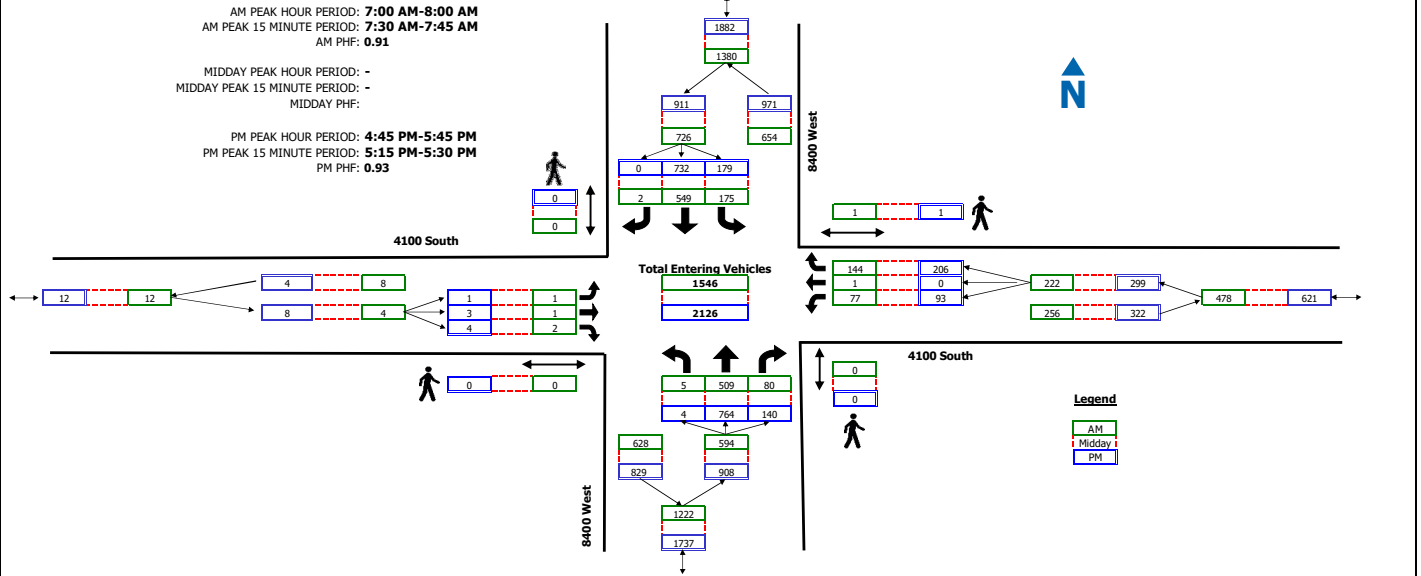 AM PEAK HOUR PERIOD: 7:00 AM-8:00 AM
AM PEAK 15 MINUTE PERIOD: 7:30 AM-7:45 AM
AM PHF: 0.91
MIDDAY PEAK HOUR PERIOD: -
MIDDAY PEAK 15 MINUTE PERIOD: -
MIDDAY PHF:
PM PEAK HOUR PERIOD: 4:45 PM-5:45 PM
PM PEAK 15 MINUTE PERIOD: 5:15 PM-5:30 PM
PM PHF: 0.93
1882
1380
N
911 971
726 654
8400 West
0 732 179
2 549 175
0
0
1 1
4100 South
Total Entering Vehicles
1546
2126
4 8
12 12
8 4
1 1
3 1
4 2
144 206
1 0
77 93
222 299
478 621
256 322
4100 South
0 0
5 509 80
4 764 140
0
0
628 594
829 908
8400 West
1222
1737
Legend
AM
Midday
PM